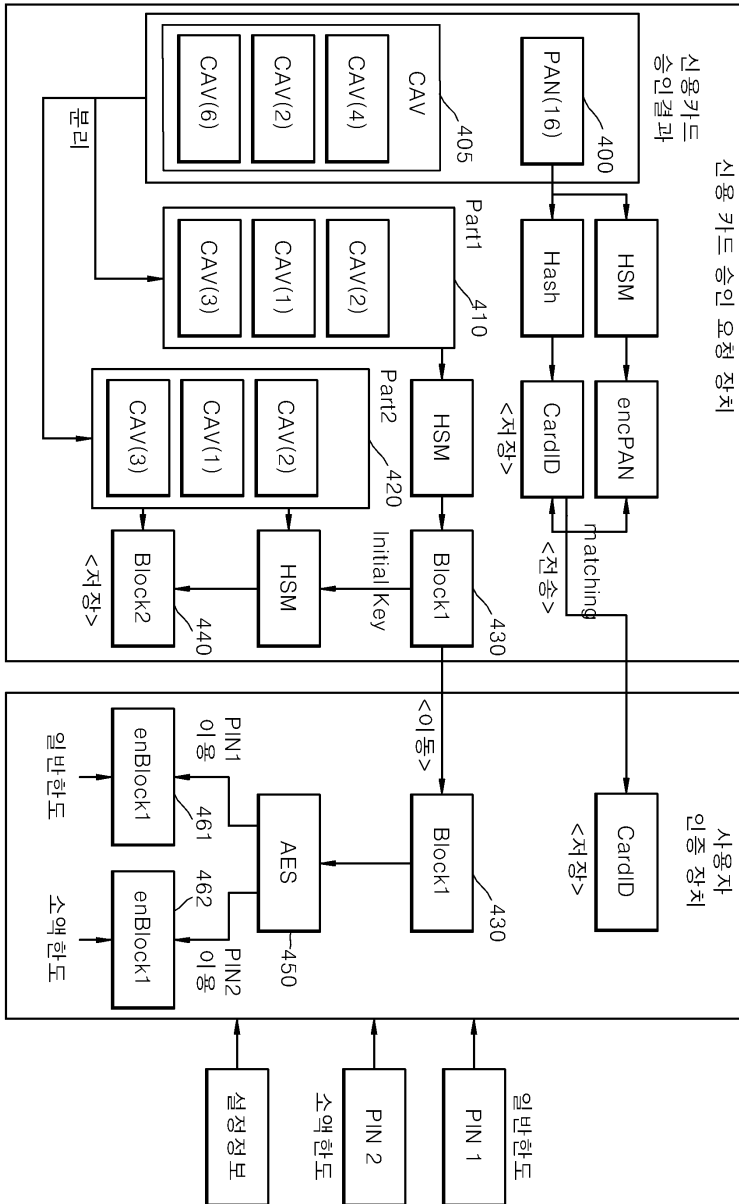 신용 카드 승인 요청 장치
신용카드
승인결과
PAN(16)
400
CAV
405
CAV(4)
CAV(2)
CAV(6)
분리
HSM
Hash
encPAN
CardID
<저장>
matching
<전송>
Part1
410
CAV(2)
CAV(1)
CAV(3)
HSM
Block1
430
Initial Key
Part2
420
CAV(2)
CAV(1)
CAV(3)
HSM
Block2
440
<저장>
<이동>
사용자
인증 장치
CardID
<저장>
Block1
430
AES
450
PIN1
이용
PIN2
이용
enBlock1
461
enBlock1
462
일반한도
소액한도
일반한도
PIN 1
소액한도
PIN 2
설정정보